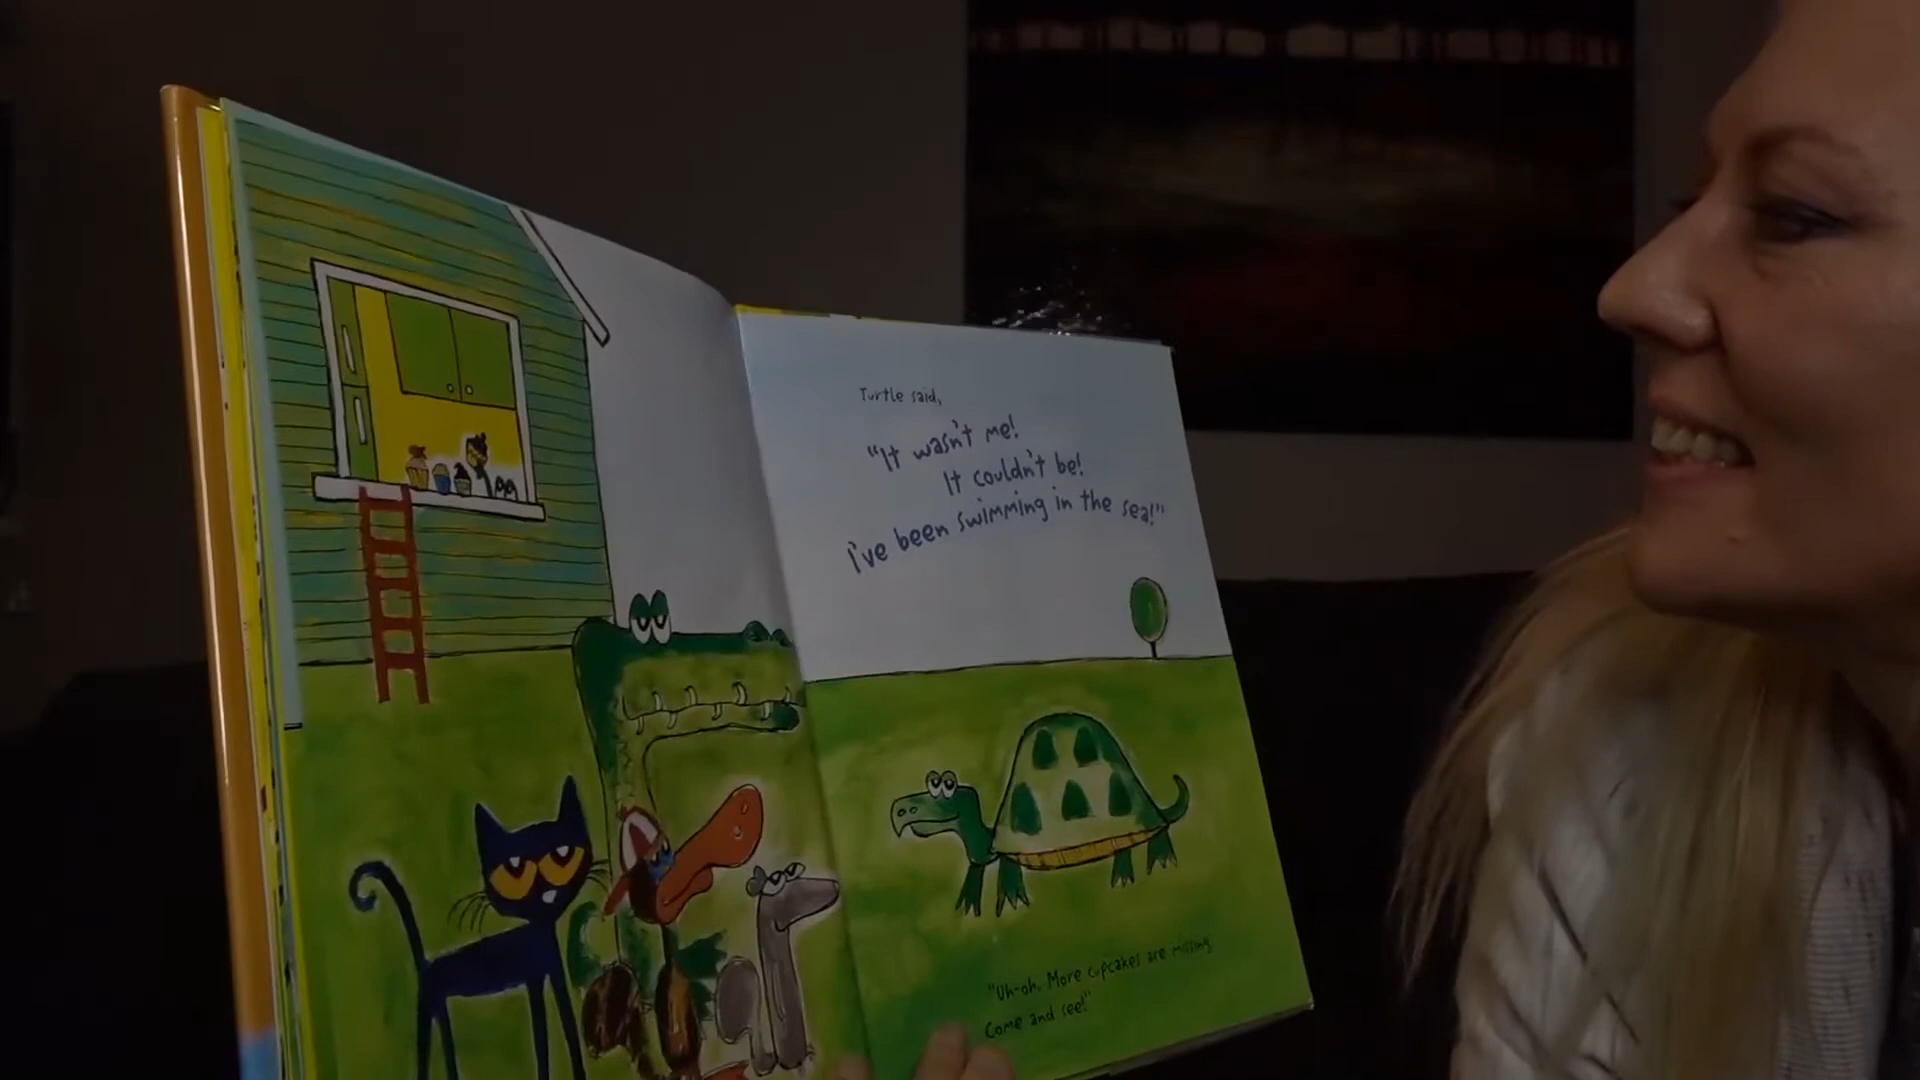 Turtle said,
"It wasn't me!
It couldn't be!
I've been swimming in the sea!"
"Uh-oh. More cupcakes are missing.
Come and see!"